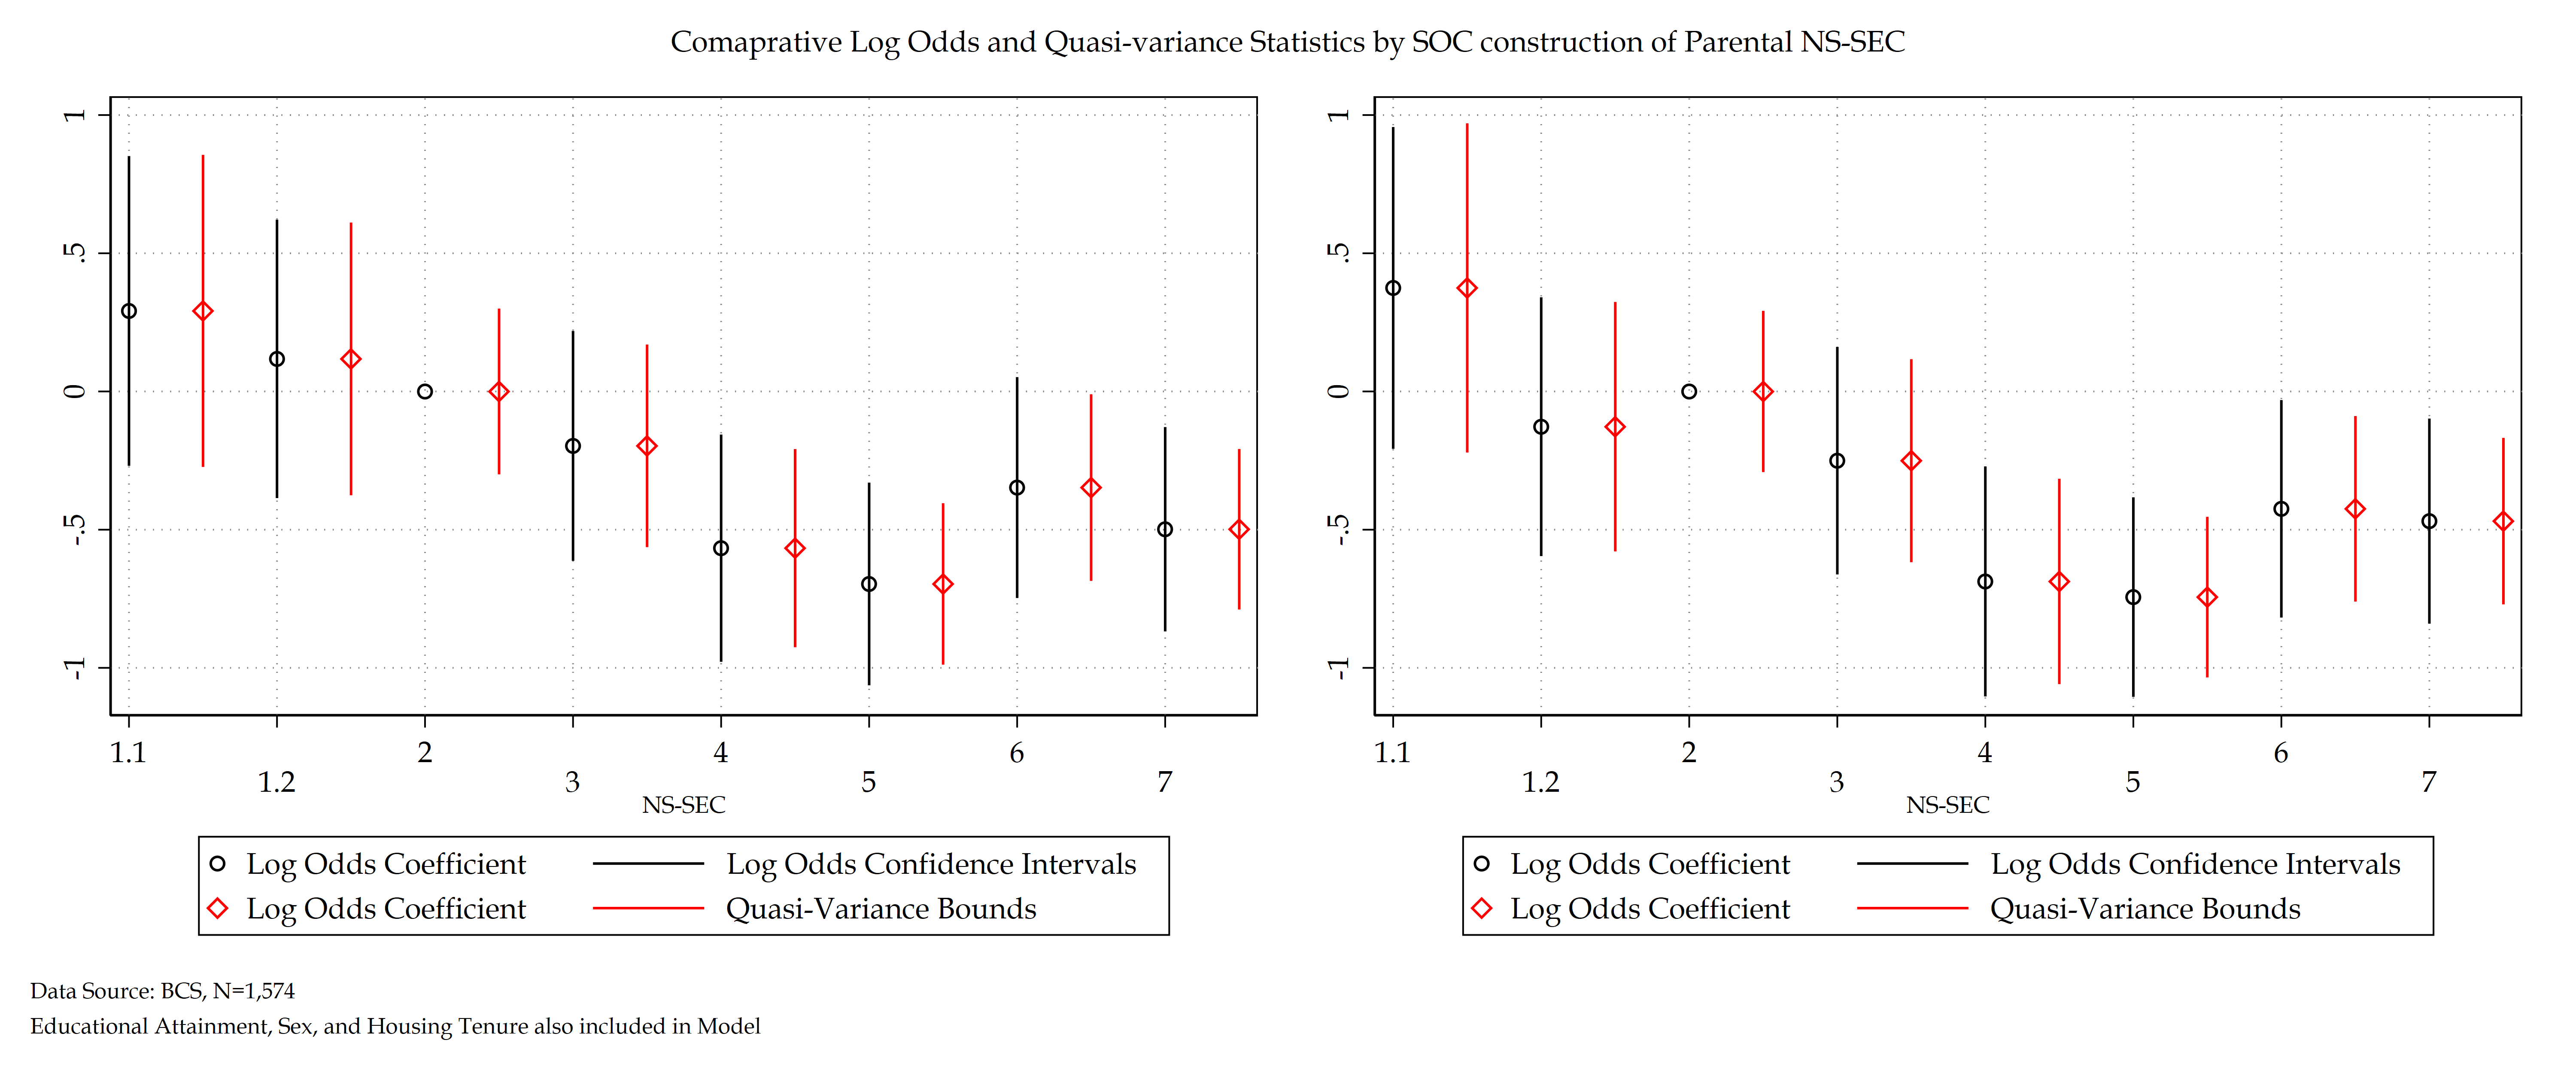 Comaprative Log Odds and Quasi-variance Statistics by SOC construction of Parental NS-SEC
1
.5
0
-.5
-1
1.1
1.2
2
3
4
5
6
7
NS-SEC
Log Odds Coefficient
Log Odds Confidence Intervals
Log Odds Coefficient
Quasi-Variance Bounds
1
.5
0
-.5
-1
1.1
1.2
2
3
4
5
6
7
NS-SEC
Log Odds Coefficient
Log Odds Confidence Intervals
Log Odds Coefficient
Quasi-Variance Bounds
Data Source: BCS, N=1,574
Educational Attainment, Sex, and Housing Tenure also included in Model